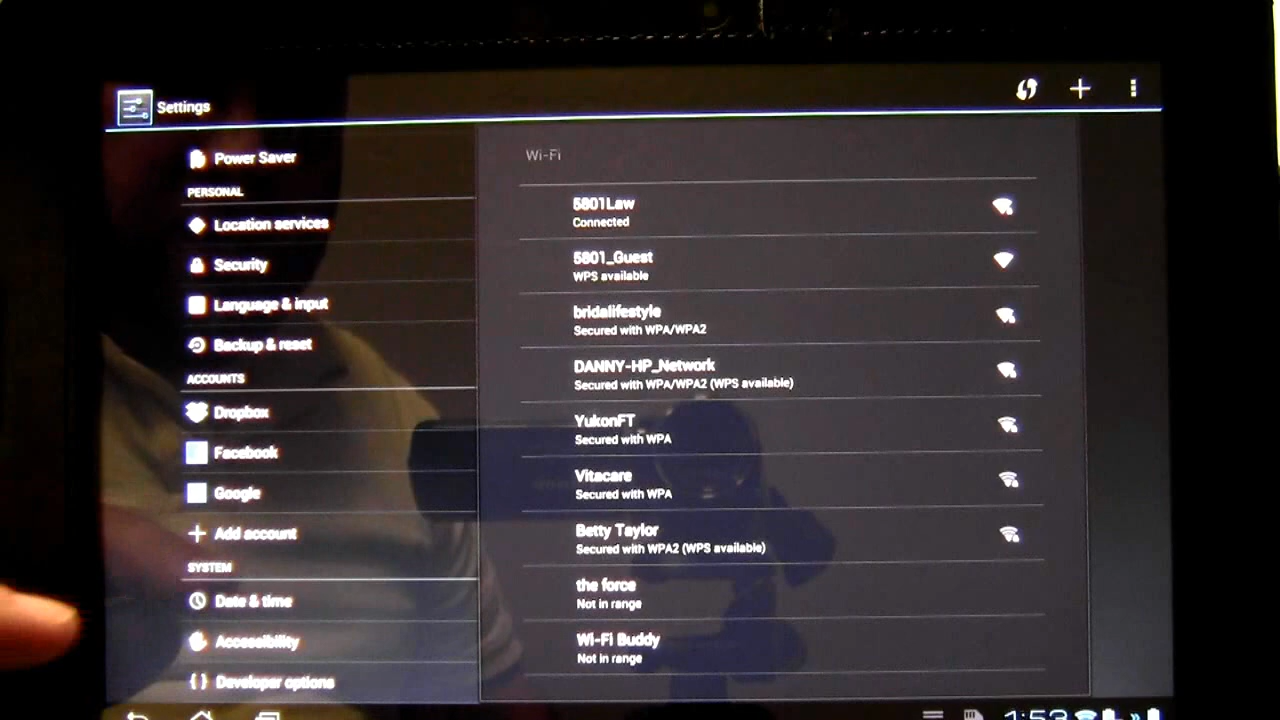 Settings
Power Saver
PERSONAL
Location services
Security
Language & input
Backup & reset
ACCOUNTS
Dropbox
Facebook
Google
Add account
SYSTEM
Date & time
Accessibility
{ } Developer options
Wi-Fi
5801Law
Connected
5801_Guest
WPS available
bridalifestyle
Secured with WPA/WPA2
DANNY-HP_Network
Secured with WPA/WPA2 (WPS available)
YukonFT
Secured with WPA
Vitacare
Secured with WPA
Betty Taylor
Secured with WPA2 (WPS available)
the force
Not in range
Wi-Fi Buddy
Not in range
1:53